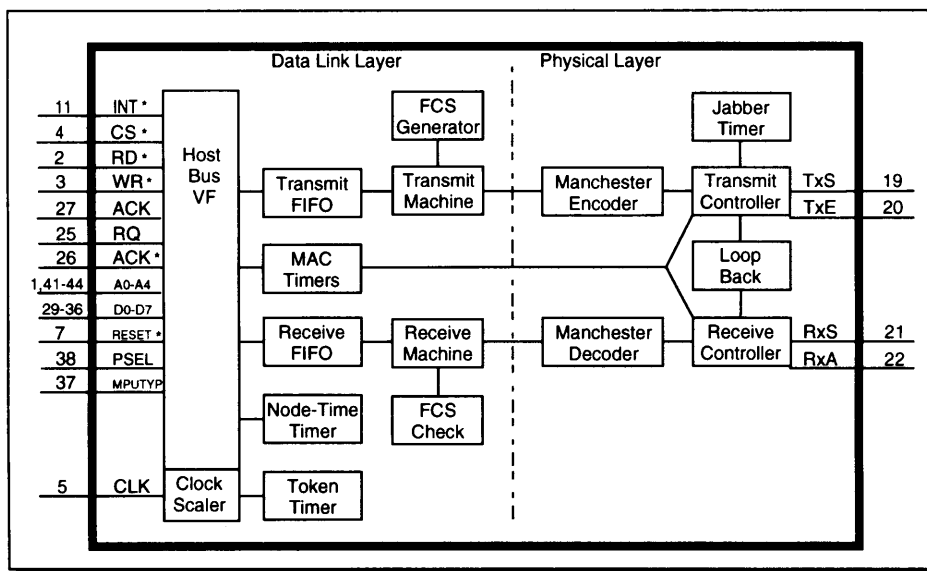 Data Link Layer
Physical Layer
11 INT *
4 CS *
2 RD *
3 WR *
27 ACK
25 RQ
26 ACK *
1,41-44 A0-A4
29-36 D0-D7
7 RESET *
38 PSEL
37 MPUTYP
5 CLK
Host
Bus
VF
Clock
Scaler
FCS
Generator
Transmit
FIFO
Transmit
Machine
MAC
Timers
Receive
FIFO
Receive
Machine
Node-Time
Timer
FCS
Check
Token
Timer
Jabber
Timer
Manchester
Encoder
Transmit
Controller
Loop
Back
Manchester
Decoder
Receive
Controller
TxS 19
TxE 20
RxS 21
RxA 22